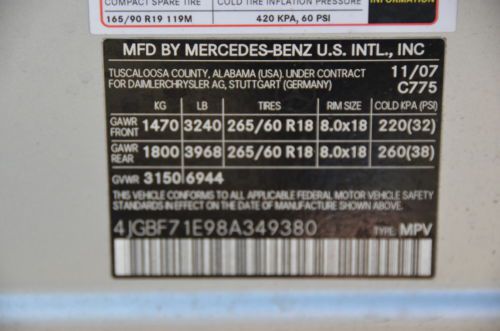 COMPACT SPARE TIRE COLD TIRE INFLATION PRESSURE INFORMATION
165/90 R19 119M 420 KPA, 60 PSI
MFD BY MERCEDES-BENZ U.S. INTL., INC
TUSCALOOSA COUNTY, ALABAMA (USA). UNDER CONTRACT 11/07
FOR DAIMLERCHRYSLER AG, STUTTGART (GERMANY) C775
KG LB TIRES RIM SIZE COLD KPA (PSI)
GAWR FRONT 1470 3240 265/60 R18 8.0x18 220(32)
GAWR REAR 1800 3968 265/60 R18 8.0x18 260(38)
GVWR 3150 6944
THIS VEHICLE CONFORMS TO ALL APPLICABLE FEDERAL MOTOR VEHICLE SAFETY
STANDARDS IN EFFECT ON THE DATE OF MANUFACTURE SHOWN ABOVE.
4JGBF71E98A349380 TYPE: MPV